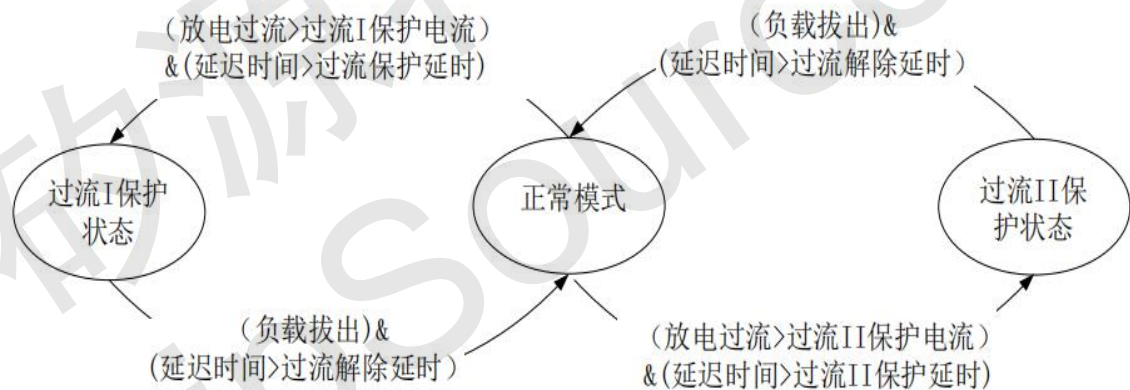 （放电过流>过流I保护电流）
&(延迟时间>过流保护延时)
（负载拔出)&
(延迟时间>过流解除延时）
过流I保护
状态
正常模式
过流II保
护状态
（负载拔出)&
(延迟时间>过流解除延时）
（放电过流>过流II保护电流）
&(延迟时间>过流II保护延时)